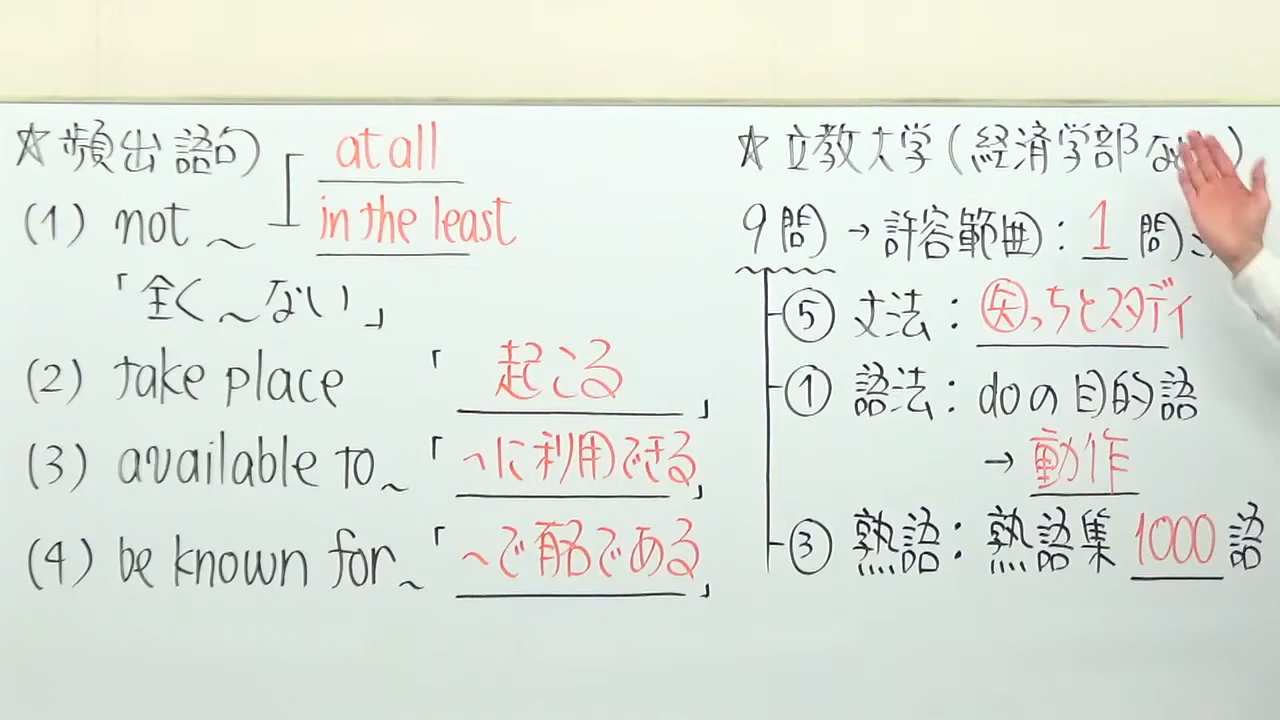 ☆頻出語句)
(1) not ~ at all
in the least
「全く~ない」
(2) take place 「起こる」
(3) available to~ 「~に利用できる」
(4) be known for~ 「~で有名である」
☆立教大学(経済学部 )
9問 → 許容範囲: 1問
⑤ 文法: っちとスタディ
① 語法: doの目的語
→ 動作
③ 熟語: 熟語集1000語